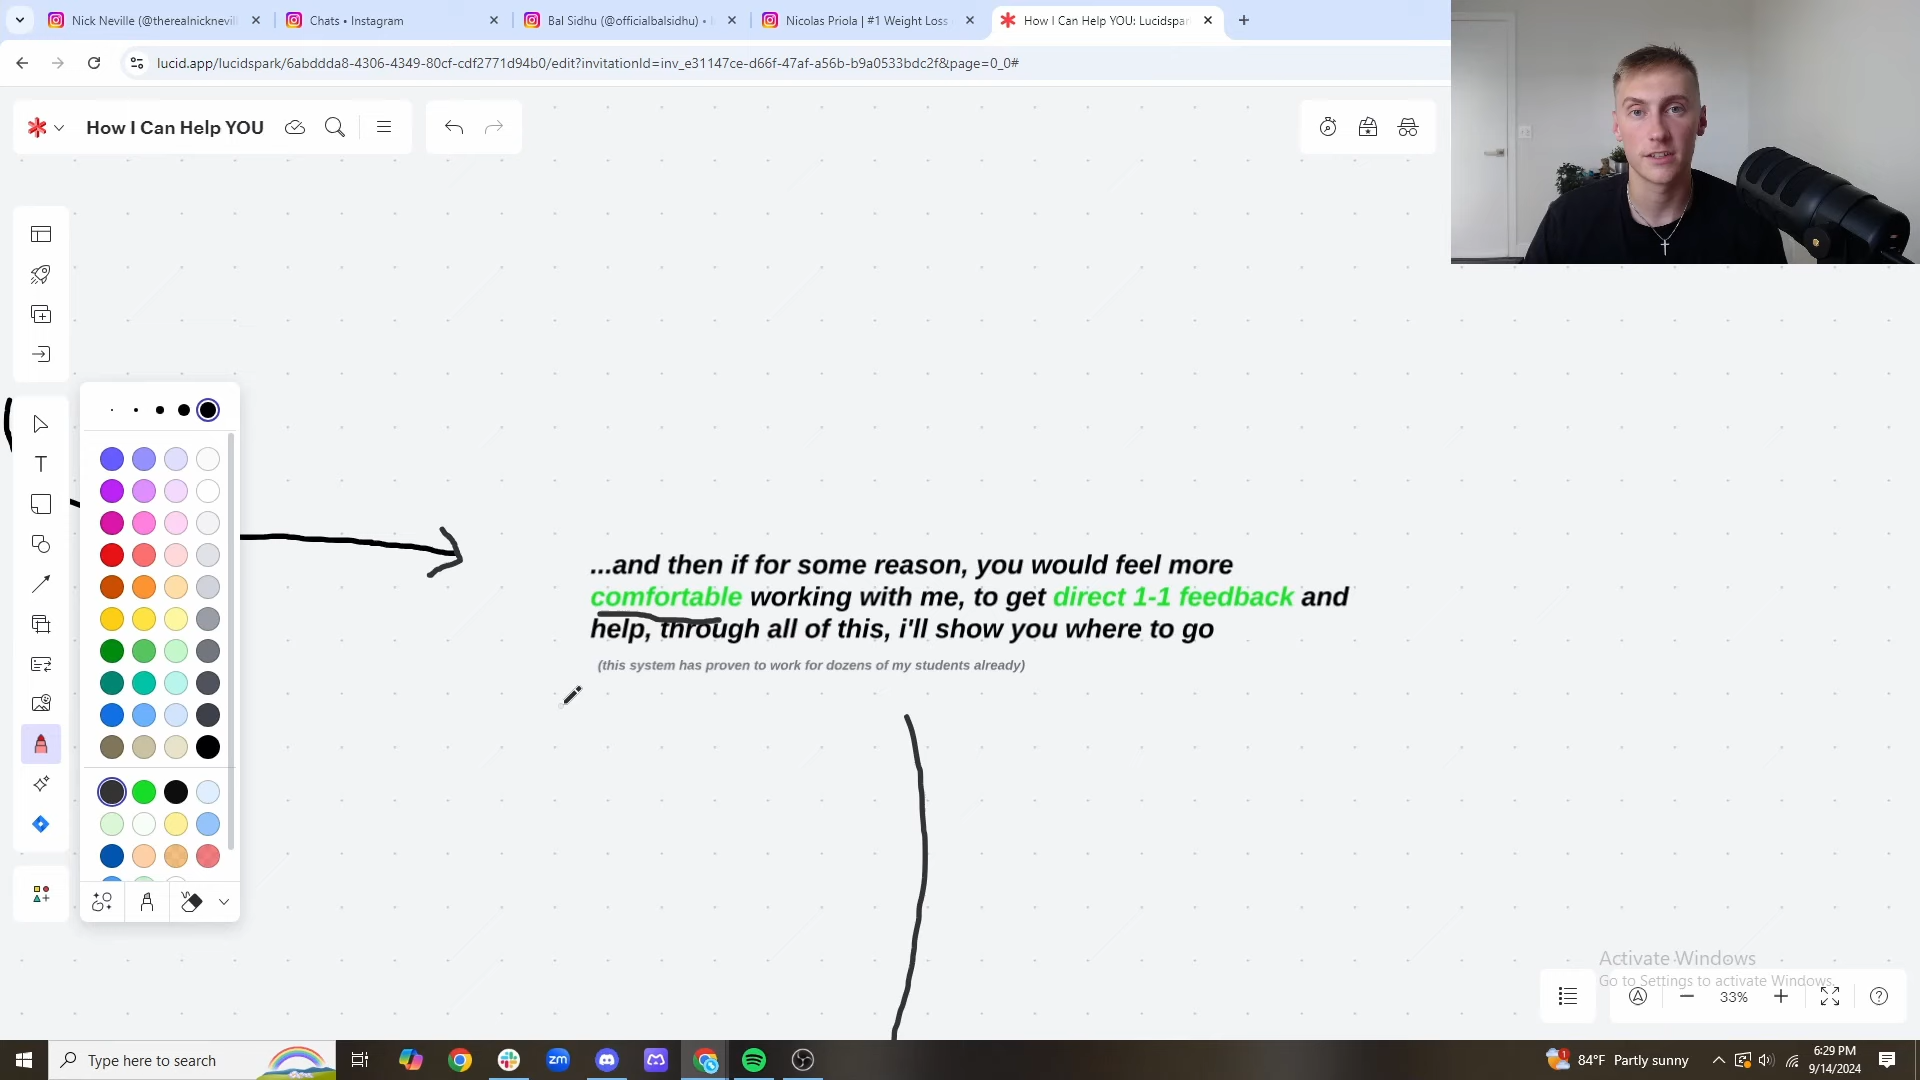 Nick Neville (@therealnicknevill
Chats • Instagram
Bal Sidhu (@officialbalsidhu) •
Nicolas Priola | #1 Weight Loss
How I Can Help YOU: Lucidspar
lucid.app/lucidspark/6abddda8-4306-4349-80cf-cdf2771d94b0/edit?invitationId=inv_e31147ce-d66f-47af-a56b-b9a0533bdc2f&page=0_0#
How I Can Help YOU
T
...and then if for some reason, you would feel more
comfortable working with me, to get direct 1-1 feedback and
help, through all of this, i'll show you where to go
(this system has proven to work for dozens of my students already)
Activate Windows
Go to Settings to activate Windows.
33%
Type here to search
zm
1
84°F Partly sunny
6:29 PM
9/14/2024